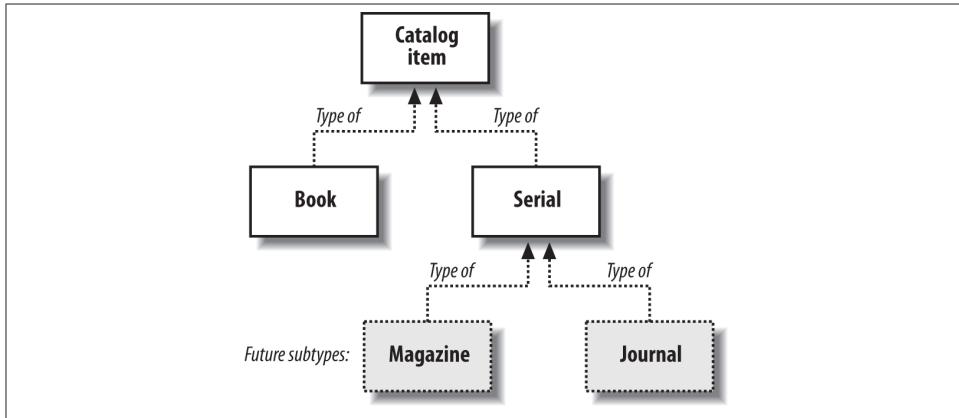 Catalog
item
Type of
Type of
Book
Serial
Type of
Type of
Future subtypes:
Magazine
Journal